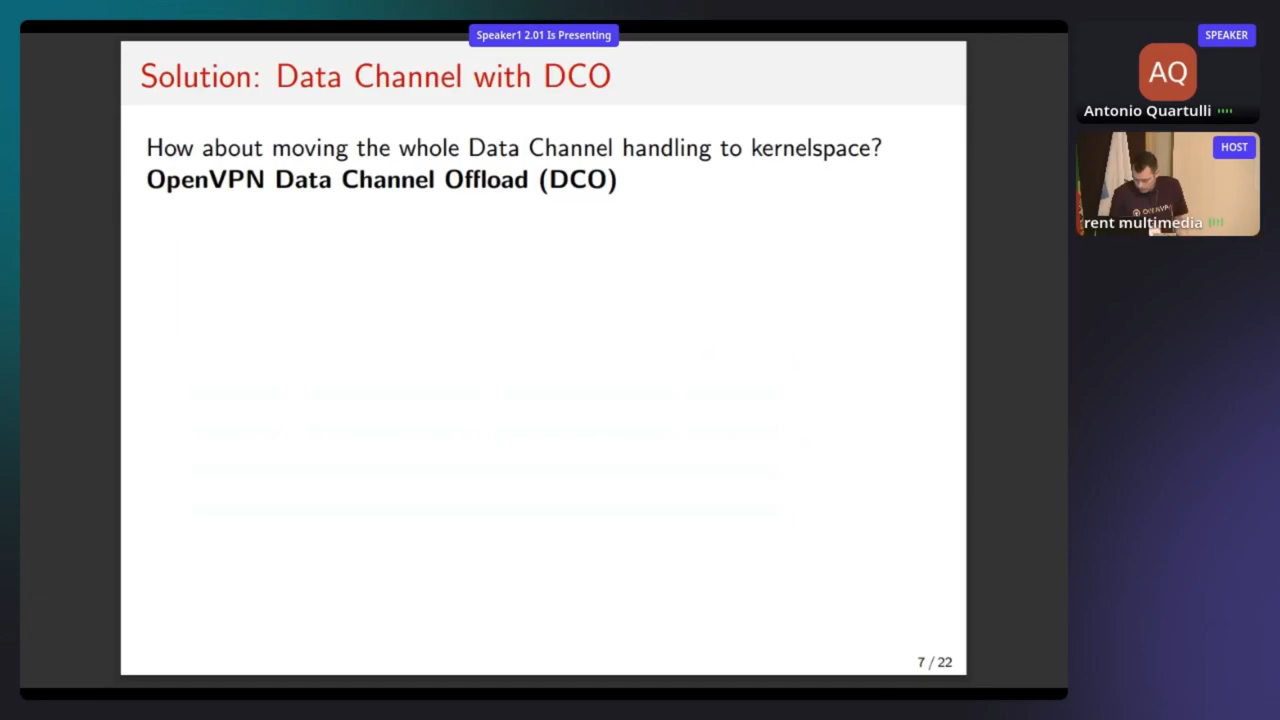 Speaker1 2.01 Is Presenting
Solution: Data Channel with DCO
How about moving the whole Data Channel handling to kernelspace?
OpenVPN Data Channel Offload (DCO)
7 / 22
SPEAKER
AQ
Antonio Quartulli
HOST
rent multimedia